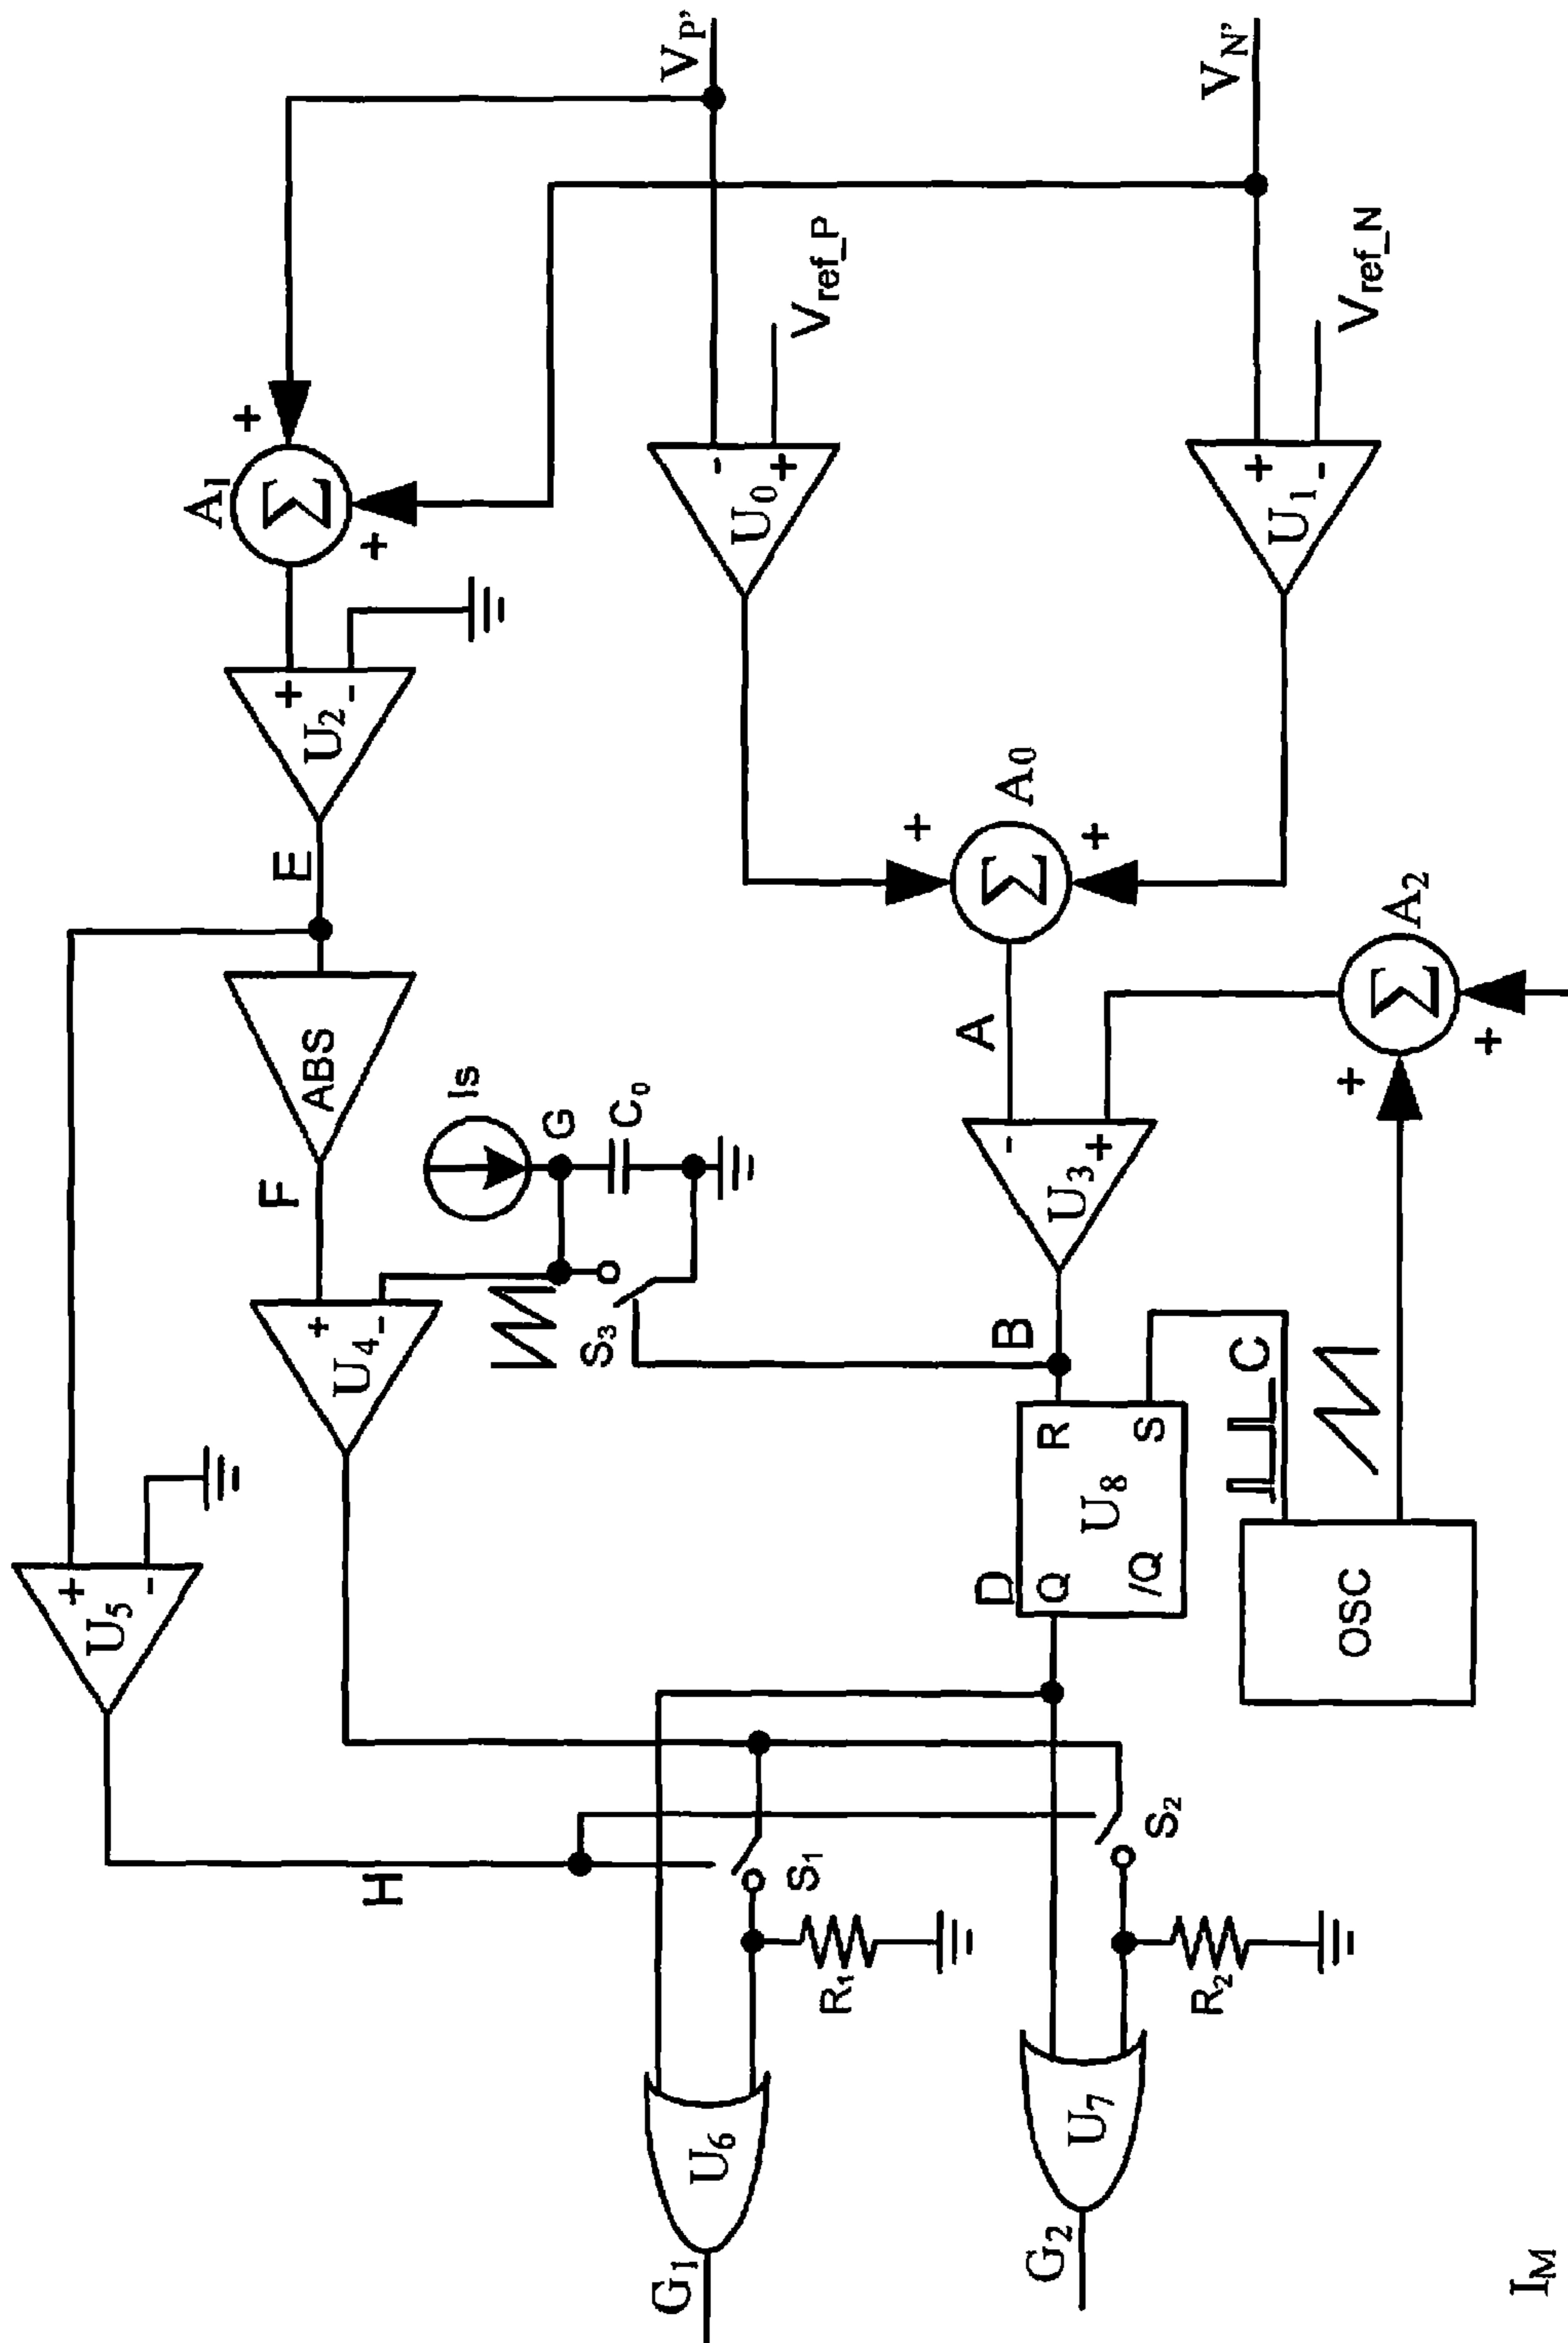 V_P'
V_N'
V_ref_P
V_ref_N
+
A_1
Σ
+
-
+
U_0
+
-
U_1
+
-
U_2
E
+
A_0
Σ
+
A_2
Σ
+
+
ABS
F
Is
G
C_0
A
-
+
U_3
+
-
U_4
S_3
B
R
S
U_8
D
Q
/Q
C
OSC
+
-
U_5
H
S_1
S_2
R_1
R_2
U_6
U_7
G_1
G_2
I_M